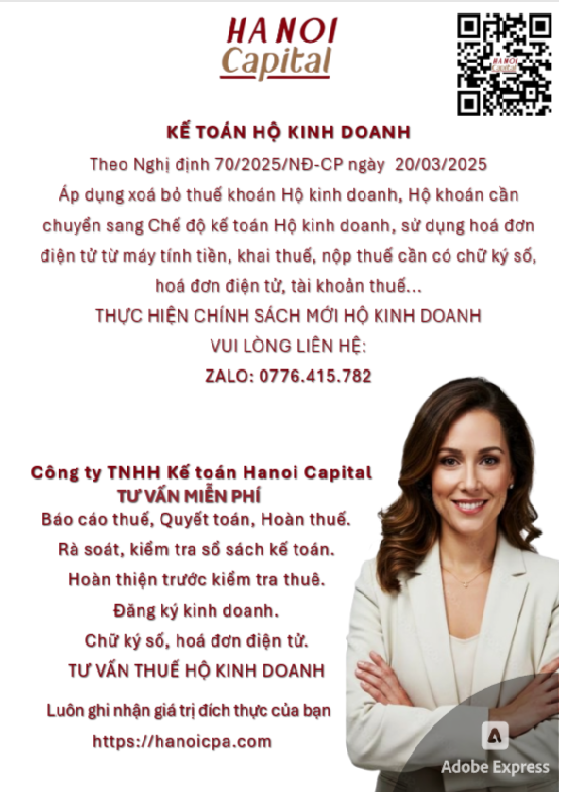 HA NOI
Capital
HA NOI
Capital
KẾ TOÁN HỘ KINH DOANH
Theo Nghị định 70/2025/NĐ-CP ngày 20/03/2025
Áp dụng xoá bỏ thuế khoán Hộ kinh doanh, Hộ khoán cần
chuyển sang Chế độ kế toán Hộ kinh doanh, sử dụng hoá đơn
điện tử từ máy tính tiền, khai thuế, nộp thuế cần có chữ ký số,
hoá đơn điện tử, tài khoản thuế...
THỰC HIỆN CHÍNH SÁCH MỚI HỘ KINH DOANH
VUI LÒNG LIÊN HỆ:
ZALO: 0776.415.782
Công ty TNHH Kế toán Hanoi Capital
TƯ VẤN MIỄN PHÍ
Báo cáo thuế, Quyết toán, Hoàn thuế.
Rà soát, kiểm tra sổ sách kế toán.
Hoàn thiện trước kiểm tra thuê.
Đăng ký kinh doanh.
Chữ ký số, hoá đơn điện tử.
TƯ VẤN THUẾ HỘ KINH DOANH
Luôn ghi nhận giá trị đích thực của bạn
https://hanoicpa.com
Adobe Express